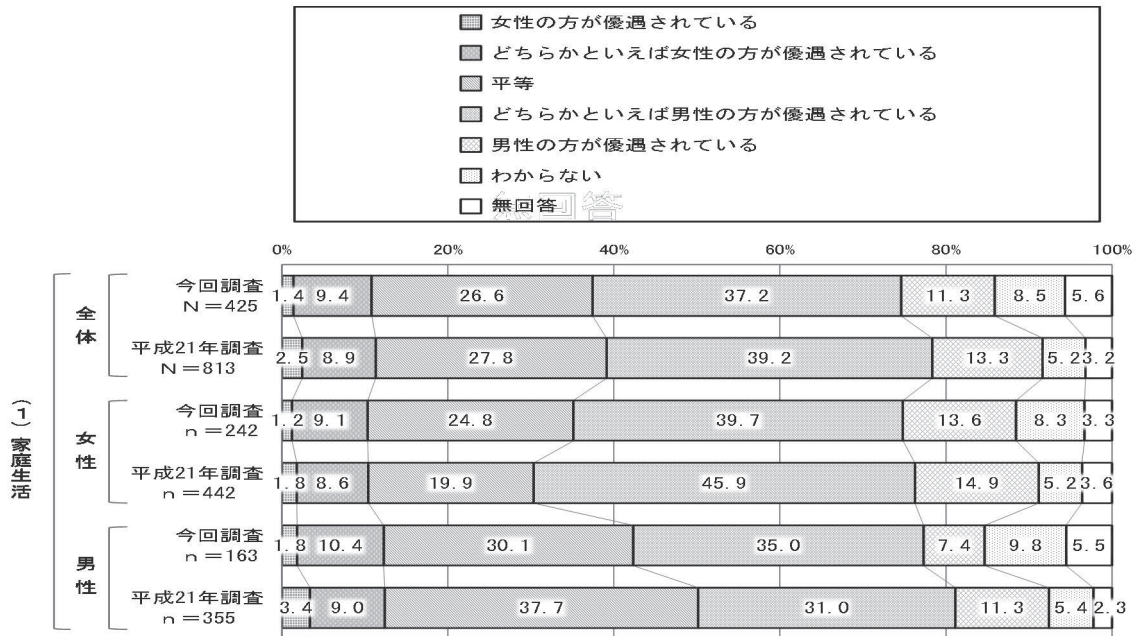 女性の方が優遇されている
どちらかといえば女性の方が優遇されている
平等
どちらかといえば男性の方が優遇されている
男性の方が優遇されている
わからない
無回答
無回答
0% 20% 40% 60% 80% 100%
(1)家庭生活
全体
今回調査
N＝425
1.4 9.4 26.6 37.2 11.3 8.5 5.6
平成21年調査
N＝813
2.5 8.9 27.8 39.2 13.3 5.2 3.2
女性
今回調査
n＝242
1.2 9.1 24.8 39.7 13.6 8.3 3.3
平成21年調査
n＝442
1.8 8.6 19.9 45.9 14.9 5.2 3.6
男性
今回調査
n＝163
1.8 10.4 30.1 35.0 7.4 9.8 5.5
平成21年調査
n＝355
3.4 9.0 37.7 31.0 11.3 5.4 2.3